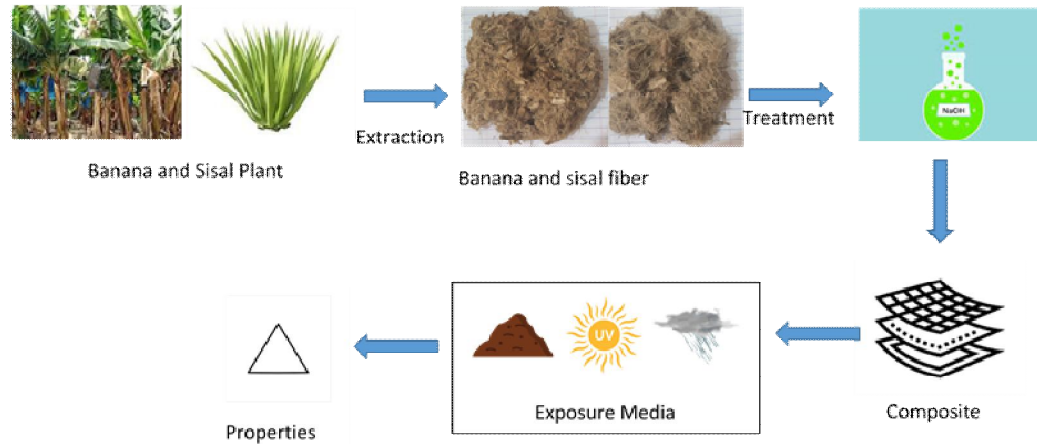 Extraction
Treatment
NaOH
Banana and Sisal Plant
Banana and sisal fiber
UV
Exposure Media
Composite
Properties